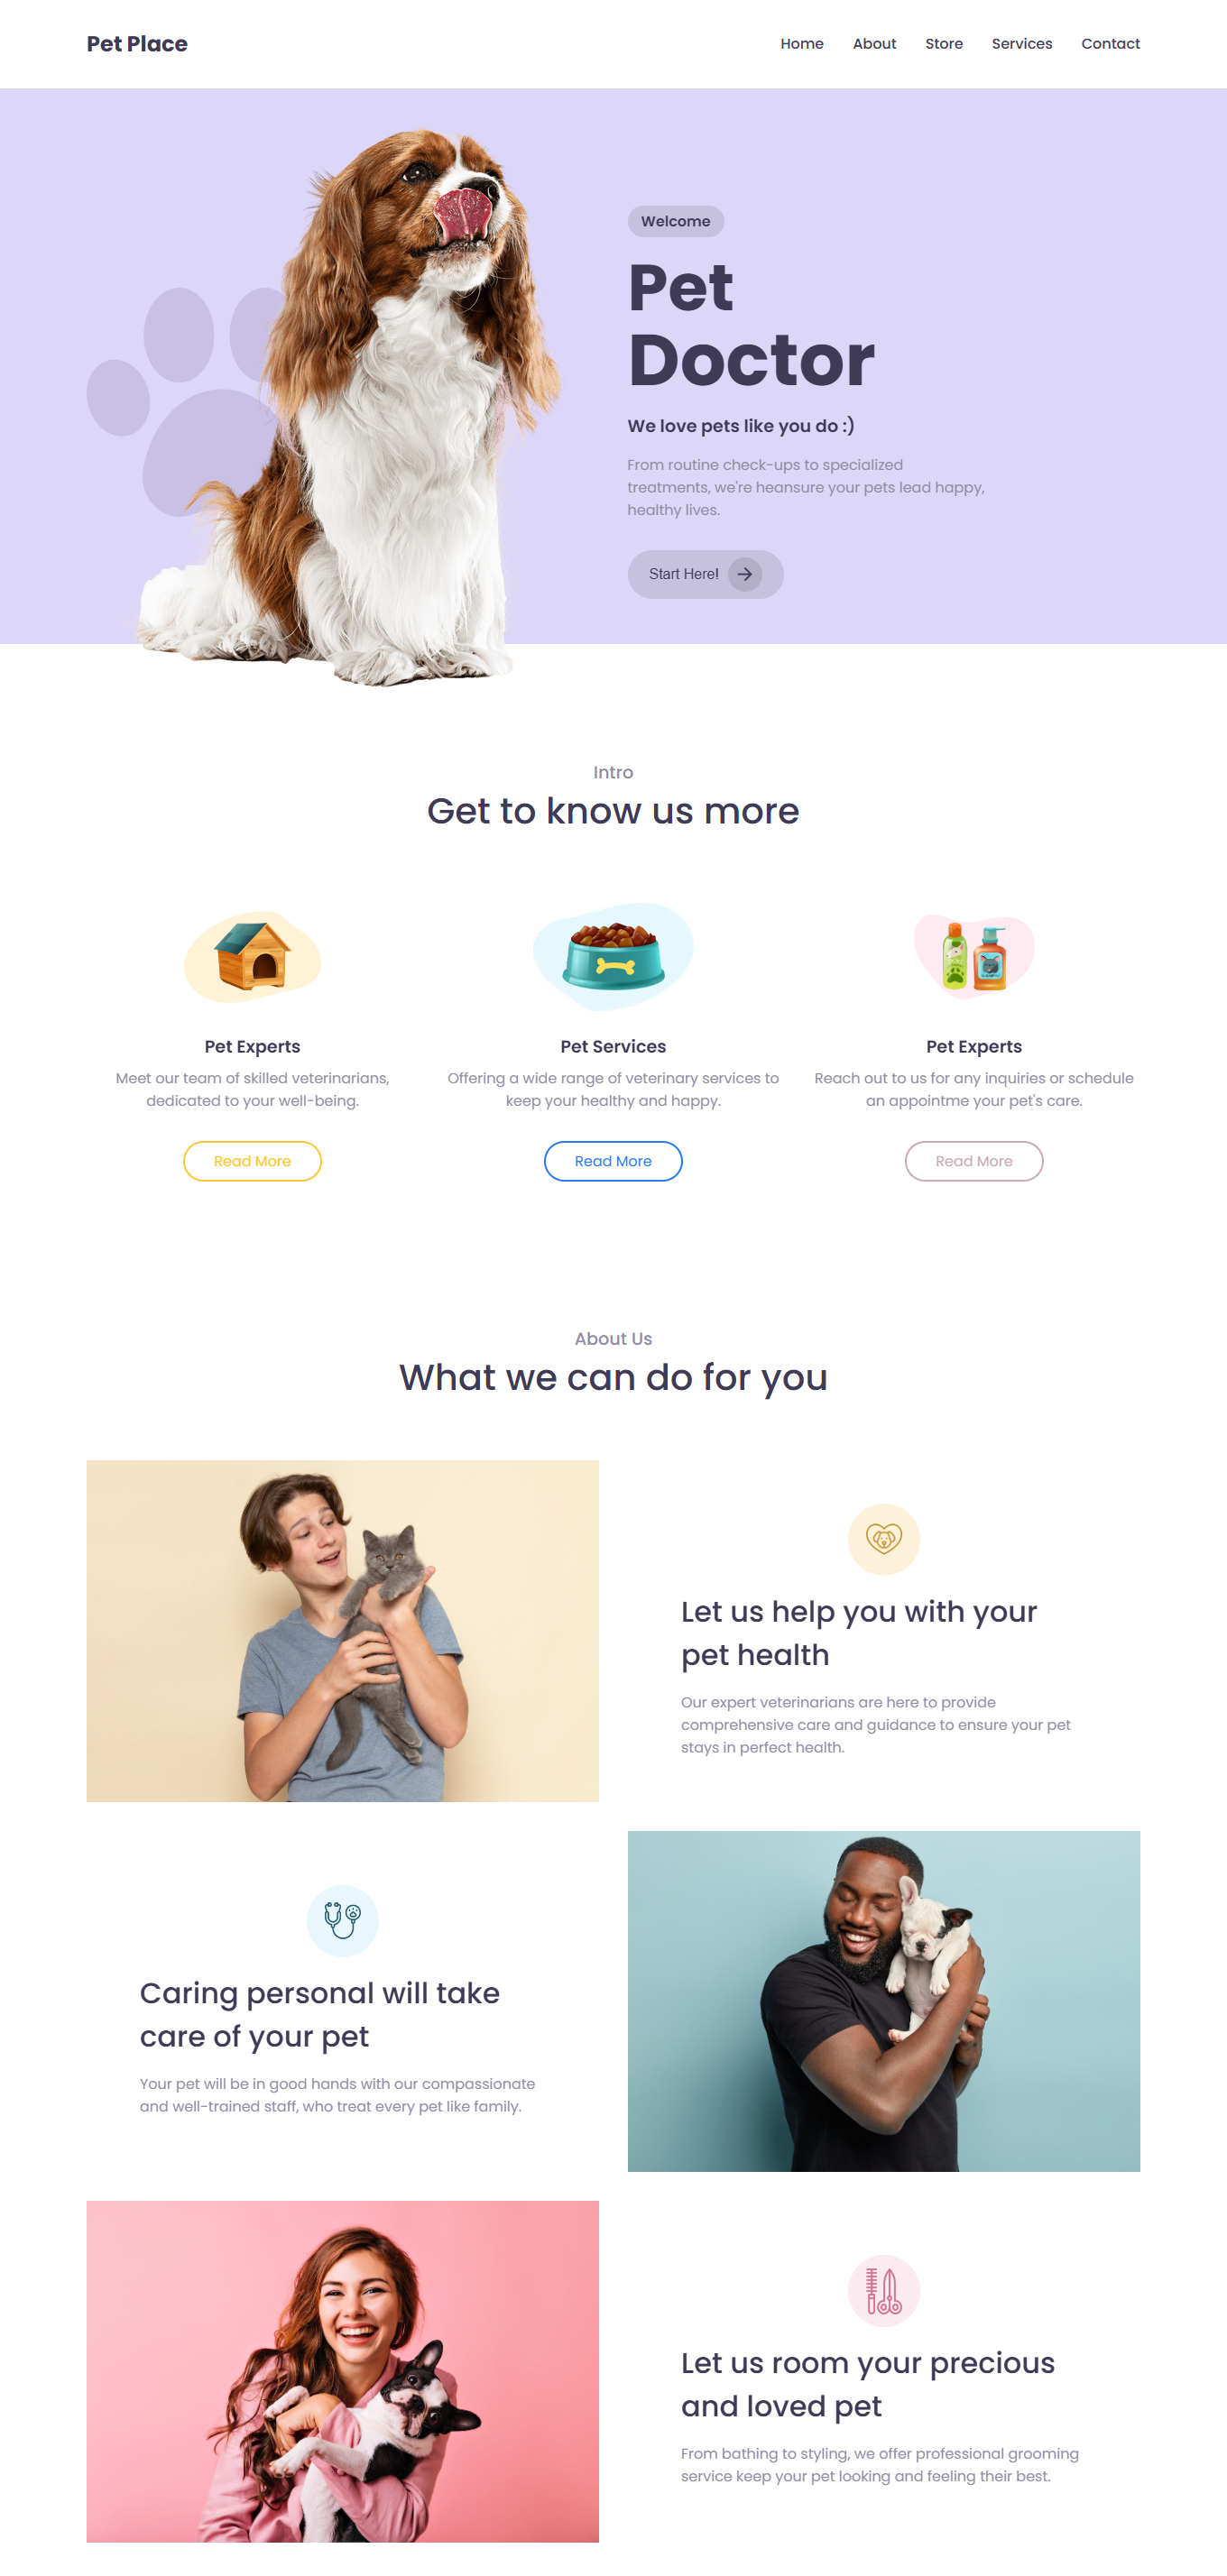 Pet Place
Home About Store Services Contact
Welcome
Pet
Doctor
We love pets like you do :)
From routine check-ups to specialized
treatments, we're heansure your pets lead happy,
healthy lives.
Start Here!
Intro
Get to know us more
Pet Experts
Meet our team of skilled veterinarians,
dedicated to your well-being.
Read More
Pet Services
Offering a wide range of veterinary services to
keep your healthy and happy.
Read More
Pet Experts
Reach out to us for any inquiries or schedule
an appointme your pet's care.
Read More
About Us
What we can do for you
Let us help you with your
pet health
Our expert veterinarians are here to provide
comprehensive care and guidance to ensure your pet
stays in perfect health.
Caring personal will take
care of your pet
Your pet will be in good hands with our compassionate
and well-trained staff, who treat every pet like family.
Let us room your precious
and loved pet
From bathing to styling, we offer professional grooming
service keep your pet looking and feeling their best.